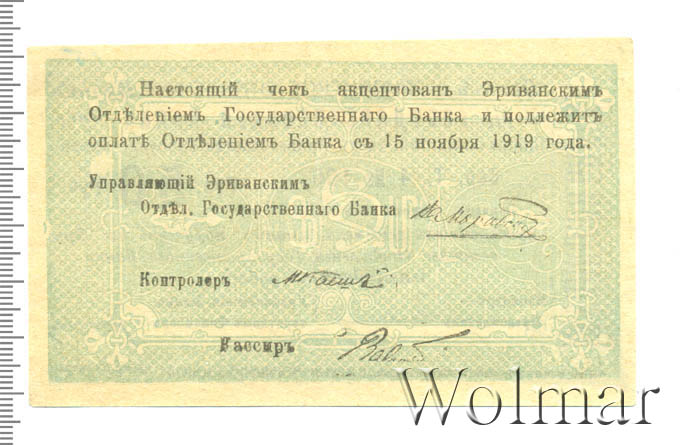 Настоящій чекъ акцептованъ Эриванскимъ
Отдѣленіемъ Государственнаго Банка и подлежитъ
оплатѣ Отдѣленіемъ Банка съ 15 ноября 1919 года.
Управляющій Эриванскимъ
Отдѣл. Государственнаго Банка
Контролеръ
Кассиръ
Wolmar